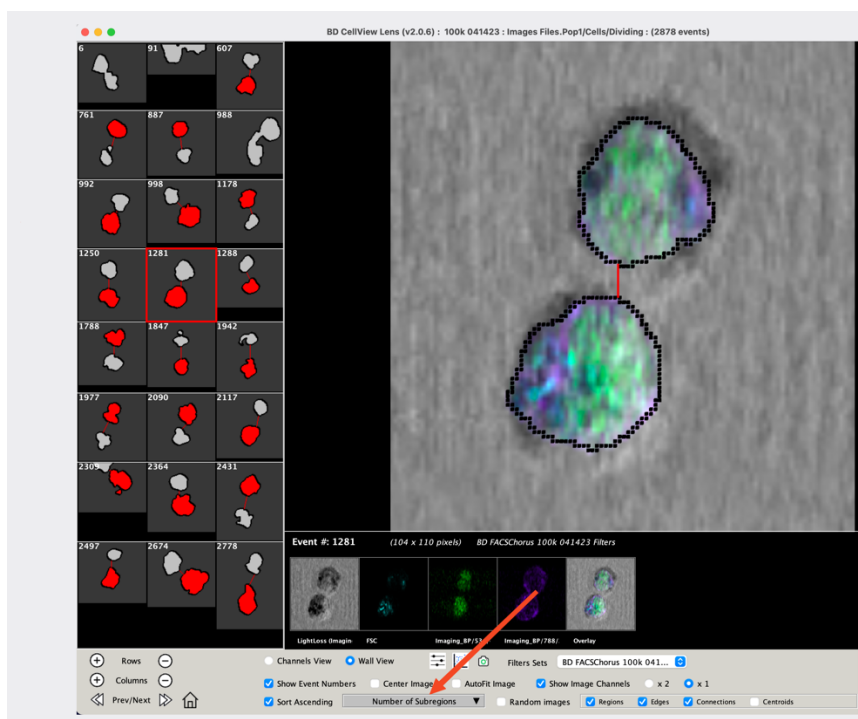 BD CellView Lens (v2.0.6) : 100k 041423 : Images Files.Pop1/Cells/Dividing : (2878 events)
6 91 607
761 887 988
992 998 1178
1250 1281 1288
1788 1847 1942
1977 2090 2117
2309 2364 2431
2497 2674 2778
Event #: 1281 (104 x 110 pixels) BD FACSChorus 100k 041423 Filters
LightLoss (Imagin FSC Imaging_BP/53 Imaging_BP/788/ Overlay
Rows Channels View Wall View Filters Sets BD FACSChorus 100k 041...
Columns Show Event Numbers Center Image AutoFit Image Show Image Channels x 2 x 1
Prev/Next Sort Ascending Number of Subregions Random images Regions Edges Connections Centroids